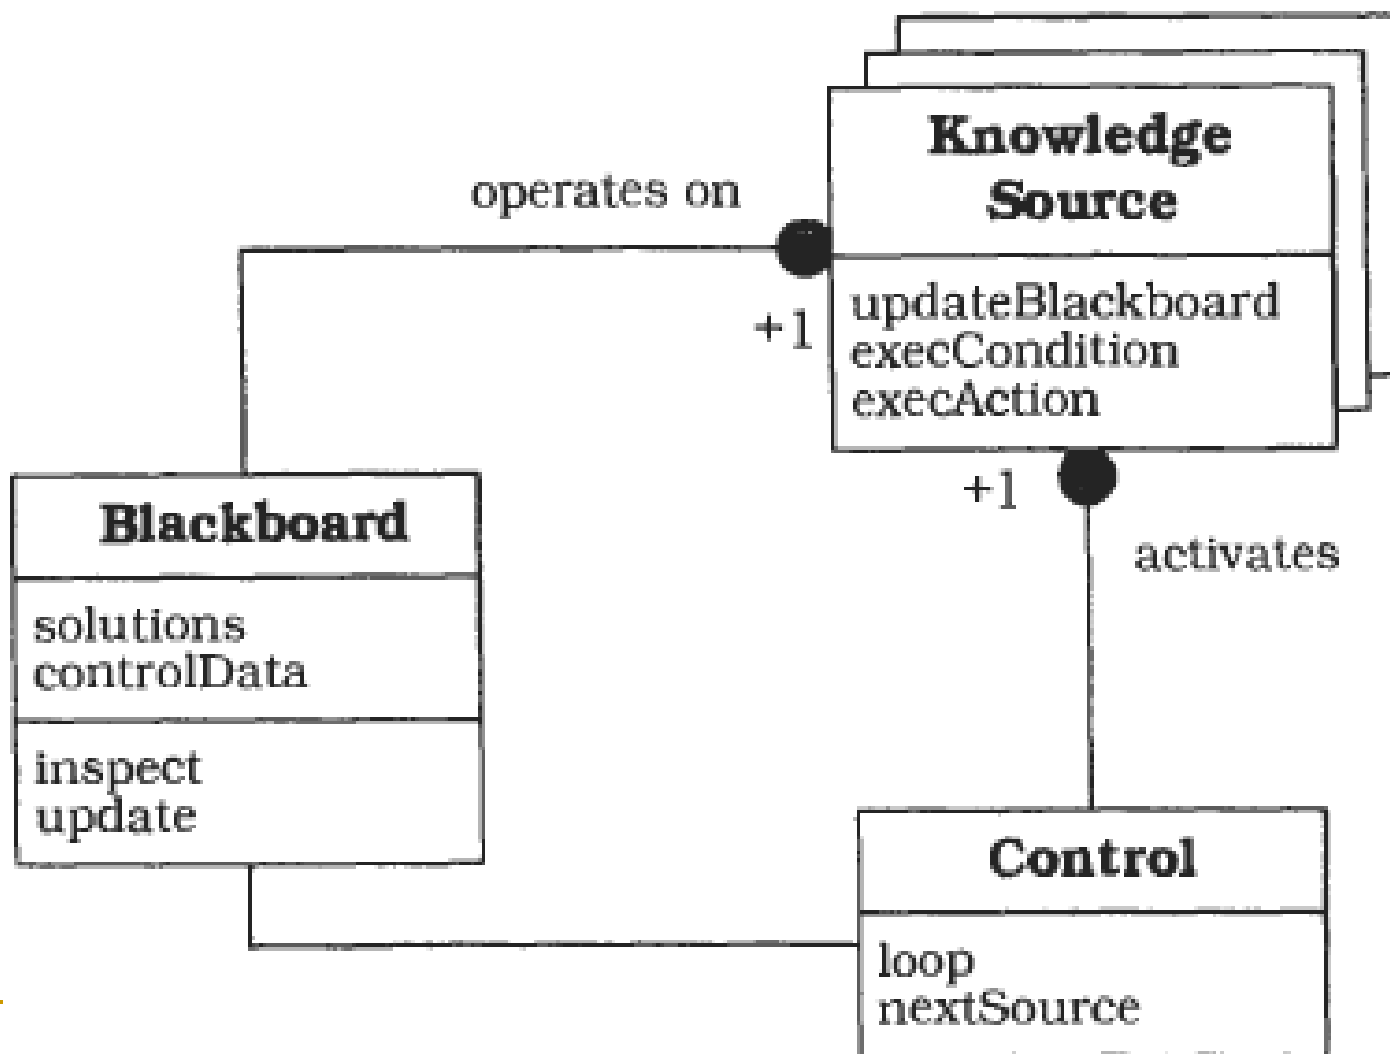 Knowledge
Source
operates on
updateBlackboard
+1
execCondition
execAction
+1
Blackboard
activates
solutions
controlData
inspect
update
Control
loop
nextSource